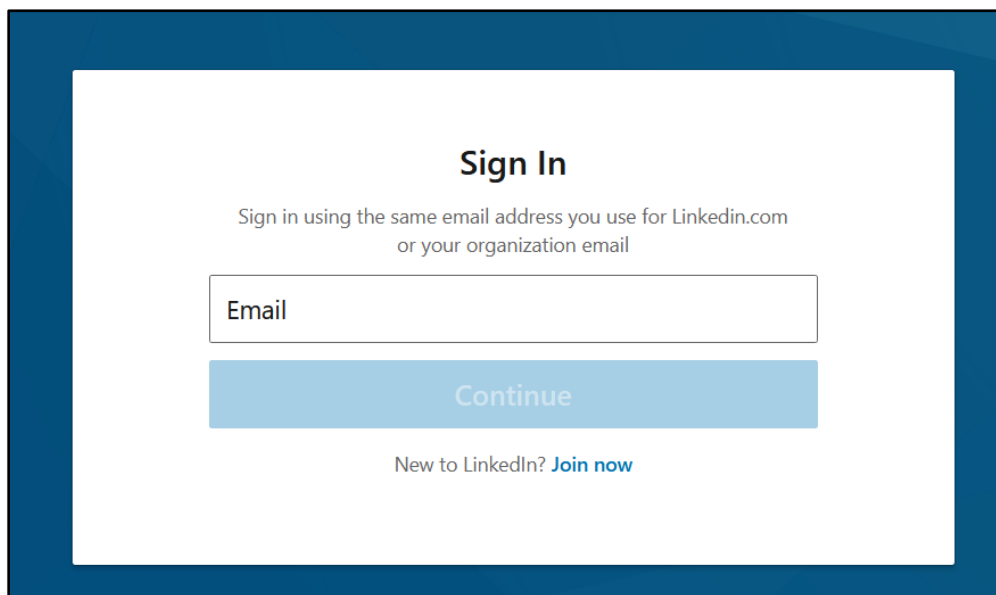 Sign In
Sign in using the same email address you use for Linkedin.com
or your organization email
Email
Continue
New to LinkedIn? Join now